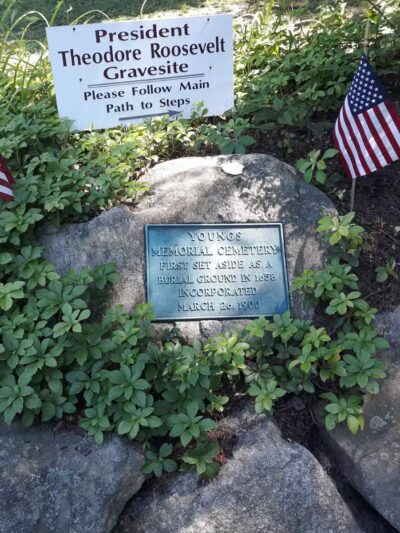 President
Theodore Roosevelt
Gravesite
Please Follow Main
Path to Steps
YOUNGS
MEMORIAL CEMETERY
FIRST SET ASIDE AS A
BURIAL GROUND IN 1658
INCORPORATED
MARCH 26, 1900